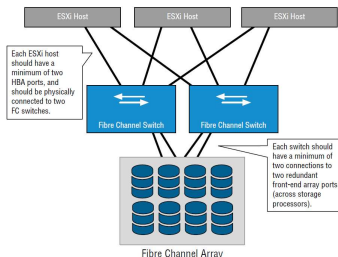 ESXi Host
ESXi Host
ESXi Host
Each ESXi host
should have a
minimum of two
HBA ports, and
should be physically
connected to two
FC switches.
Fibre Channel Switch
Fibre Channel Switch
Each switch should
have a minimum of
two connections to
two redundant
front-end array ports
(across storage
processors).
Fibre Channel Array